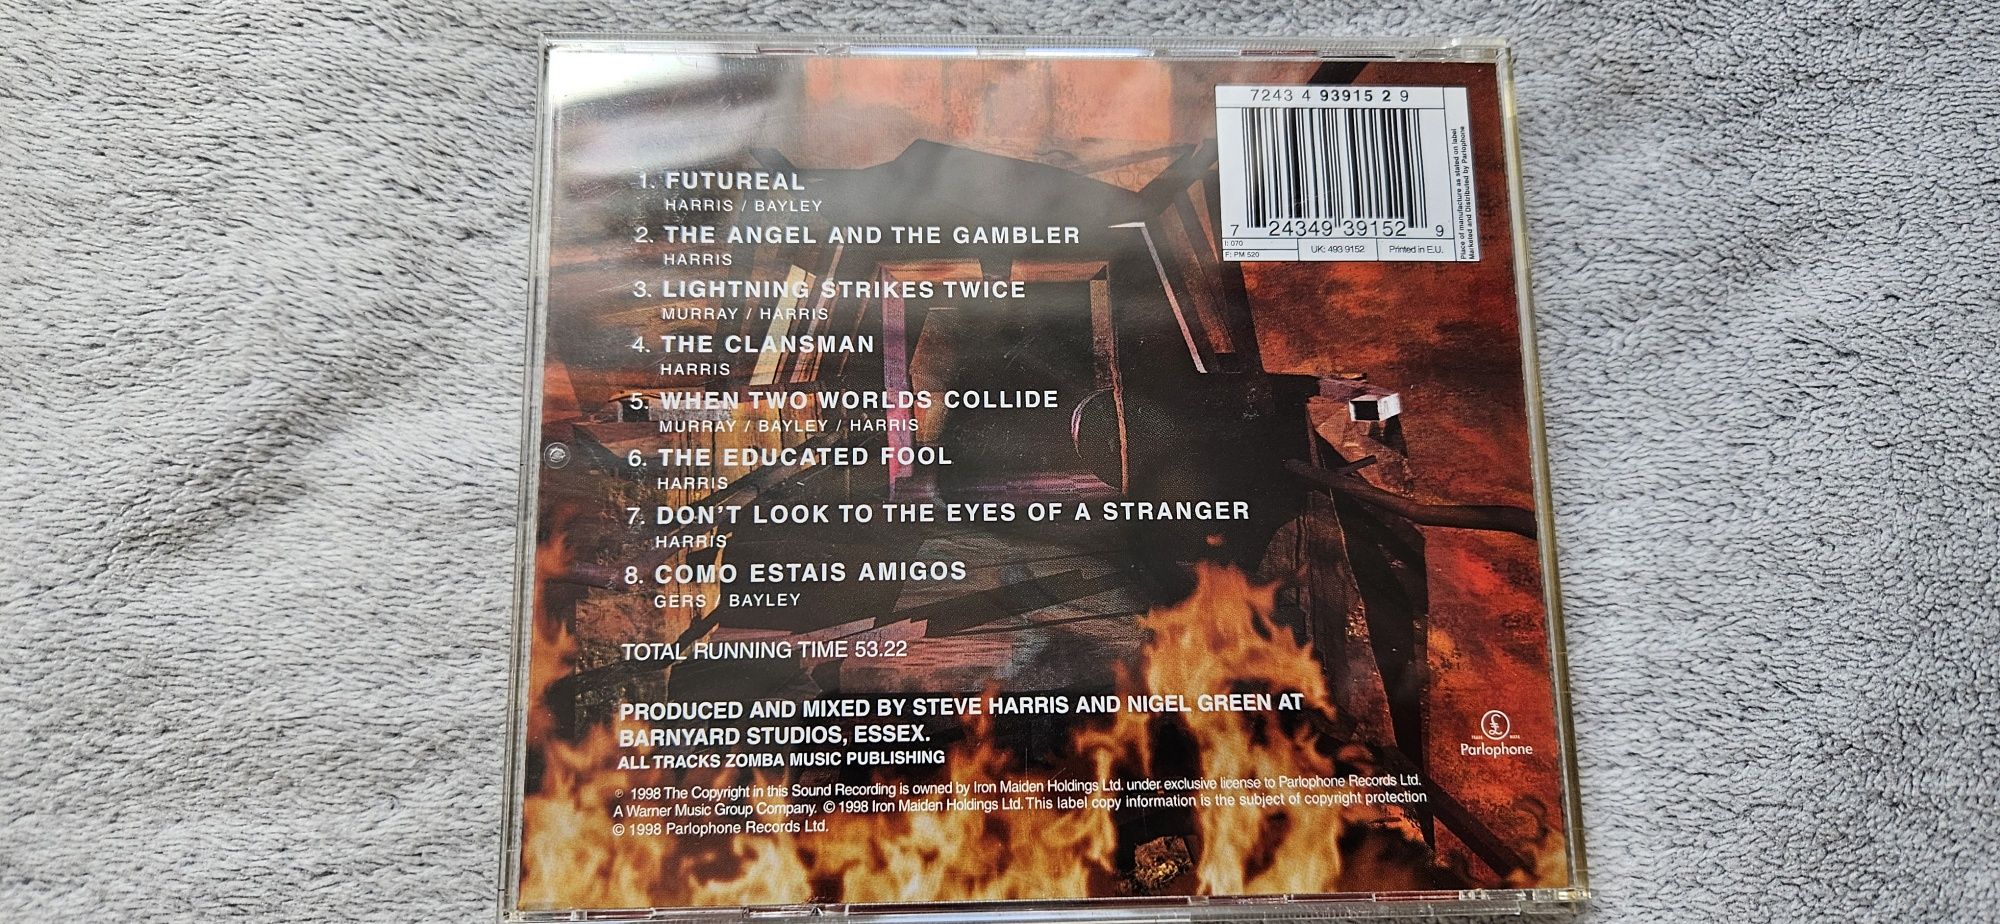 7243 4 93915 2 9
7 24349 39152 9
I: 070
F: PM 520
UK: 493 9152
Printed in E.U.
Place of manufacture as stated on label
Marketed and Distributed by Parlophone
1. FUTUREAL
HARRIS / BAYLEY
2. THE ANGEL AND THE GAMBLER
HARRIS
3. LIGHTNING STRIKES TWICE
MURRAY / HARRIS
4. THE CLANSMAN
HARRIS
5. WHEN TWO WORLDS COLLIDE
MURRAY / BAYLEY / HARRIS
6. THE EDUCATED FOOL
HARRIS
7. DON'T LOOK TO THE EYES OF A STRANGER
HARRIS
8. COMO ESTAIS AMIGOS
GERS / BAYLEY
TOTAL RUNNING TIME 53.22
PRODUCED AND MIXED BY STEVE HARRIS AND NIGEL GREEN AT
BARNYARD STUDIOS, ESSEX.
ALL TRACKS ZOMBA MUSIC PUBLISHING
℗ 1998 The Copyright in this Sound Recording is owned by Iron Maiden Holdings Ltd. under exclusive license to Parlophone Records Ltd.
A Warner Music Group Company. © 1998 Iron Maiden Holdings Ltd. This label copy information is the subject of copyright protection
© 1998 Parlophone Records Ltd.
£
TRADE MARK
Parlophone